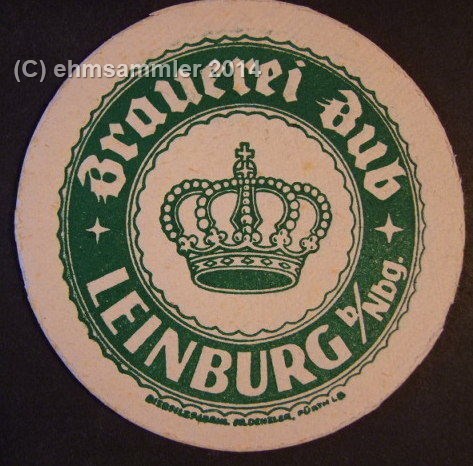 (C) ehmsammler 2014
Brauerei Bub
LEINBURG b/Nbg.